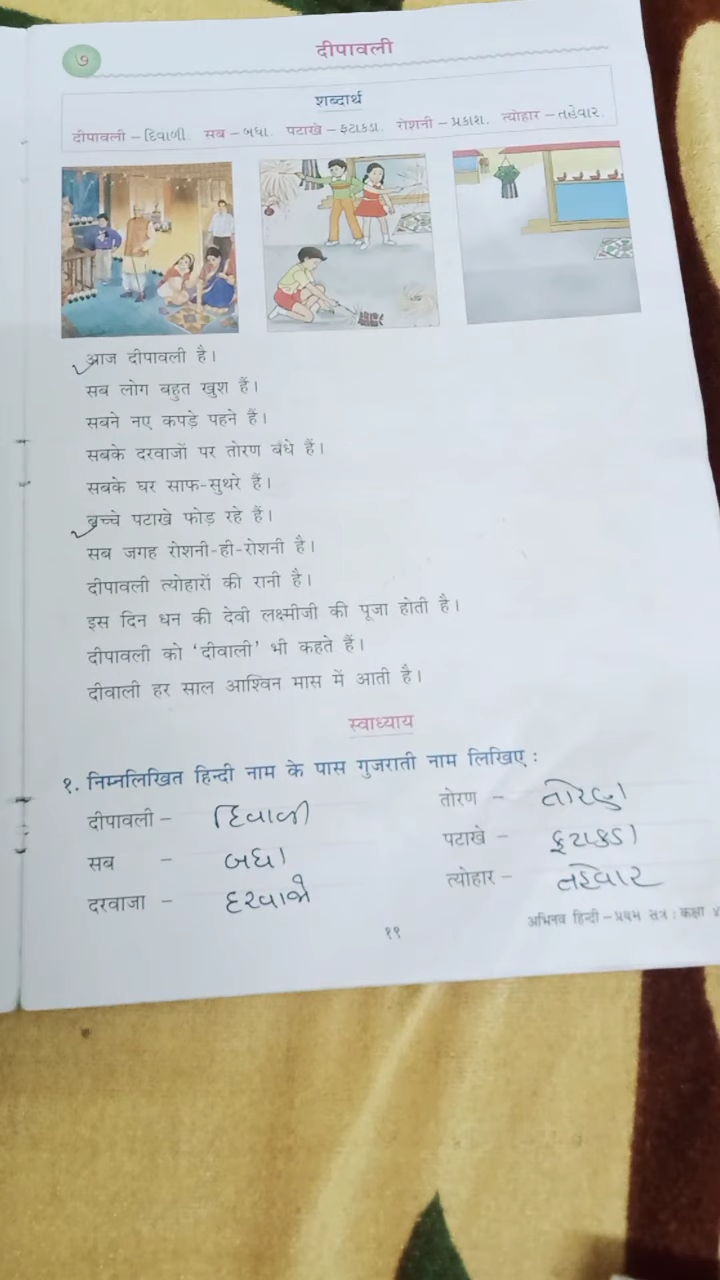 ७
दीपावली
शब्दार्थ
दीपावली – દિવાળી. सब – બધા. पटाखे – ફટાકડા. रोशनी – પ્રકાશ. त्योहार – તહેવાર.
आज दीपावली है।
सब लोग बहुत खुश हैं।
सबने नए कपड़े पहने हैं।
सबके दरवाजों पर तोरण बँधे हैं।
सबके घर साफ-सुथरे हैं।
बच्चे पटाखे फोड़ रहे हैं।
सब जगह रोशनी-ही-रोशनी है।
दीपावली त्योहारों की रानी है।
इस दिन धन की देवी लक्ष्मीजी की पूजा होती है।
दीपावली को ‘दीवाली’ भी कहते हैं।
दीवाली हर साल आश्विन मास में आती है।
स्वाध्याय
१. निम्नलिखित हिन्दी नाम के पास गुजराती नाम लिखिए :
दीपावली – દિવાળી तोरण – તોરણ
सब – બધા पटाखे – ફટાકડા
दरवाजा – દરવાજો त्योहार – તહેવાર
१९
अभिनव हिन्दी – प्रथम सत्र : कक्षा ४